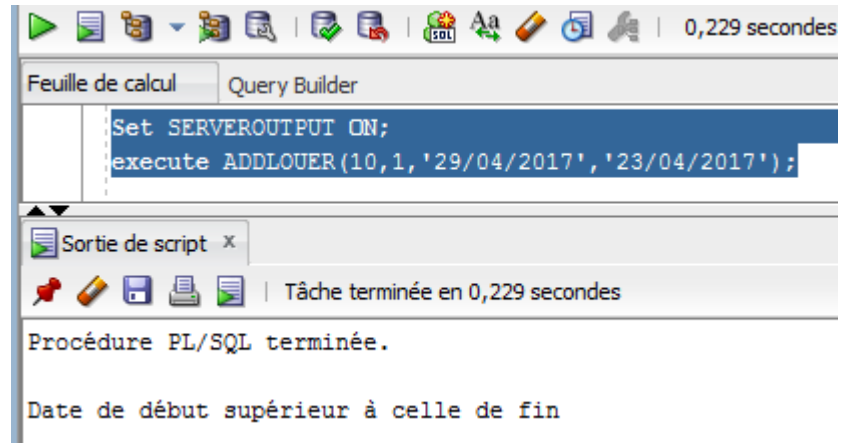 0,229 secondes
Feuille de calcul Query Builder
Set SERVEROUTPUT ON;
execute ADDLOUER(10,1,'29/04/2017','23/04/2017');
Sortie de script x
Tâche terminée en 0,229 secondes
Procédure PL/SQL terminée.
Date de début supérieur à celle de fin